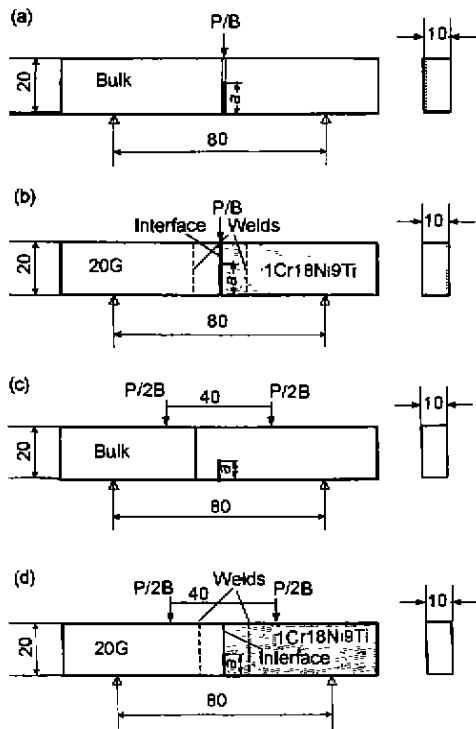 (a)
P/B
10
20
Bulk
a
80
(b)
P/B
10
Interface
Welds
20
20G
1Cr18Ni9Ti
a
80
(c)
P/2B
40
P/2B
10
20
Bulk
a
80
(d)
Welds
P/2B
40
P/2B
10
20
20G
1Cr18Ni9Ti
Interface
a
80